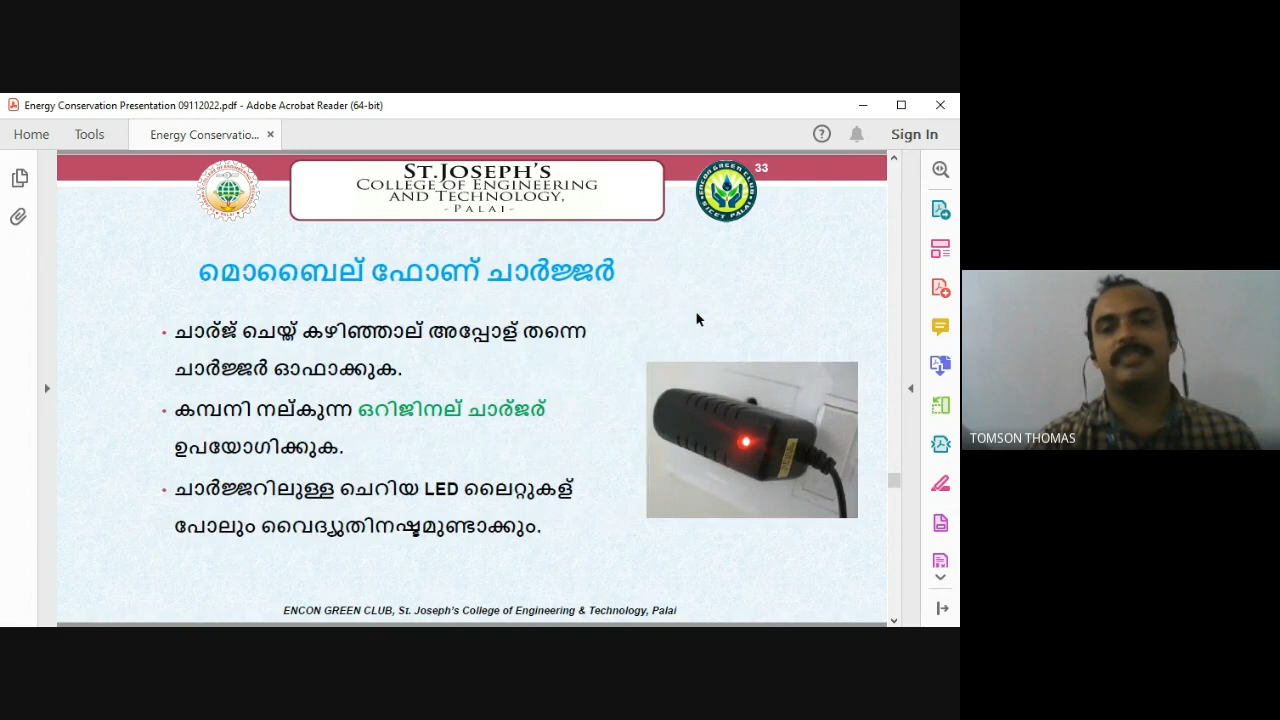 Energy Conservation Presentation 09112022.pdf - Adobe Acrobat Reader (64-bit)
Home Tools Energy Conservatio... Sign In
33
ST.JOSEPH'S
COLLEGE OF ENGINEERING
AND TECHNOLOGY,
-PALAI-
മൊബൈല് ഫോണ് ചാർജ്ജർ
• ചാര്ജ് ചെയ്ത് കഴിഞ്ഞാല് അപ്പോള് തന്നെ
ചാർജ്ജർ ഓഫാക്കുക.
• കമ്പനി നല്കുന്ന ഒറിജിനല് ചാര്ജര്
ഉപയോഗിക്കുക.
• ചാർജ്ജറിലുള്ള ചെറിയ LED ലൈറ്റുകള്
പോലും വൈദ്യുതിനഷ്ടമുണ്ടാക്കും.
ENCON GREEN CLUB, St. Joseph's College of Engineering & Technology, Palai
TOMSON THOMAS